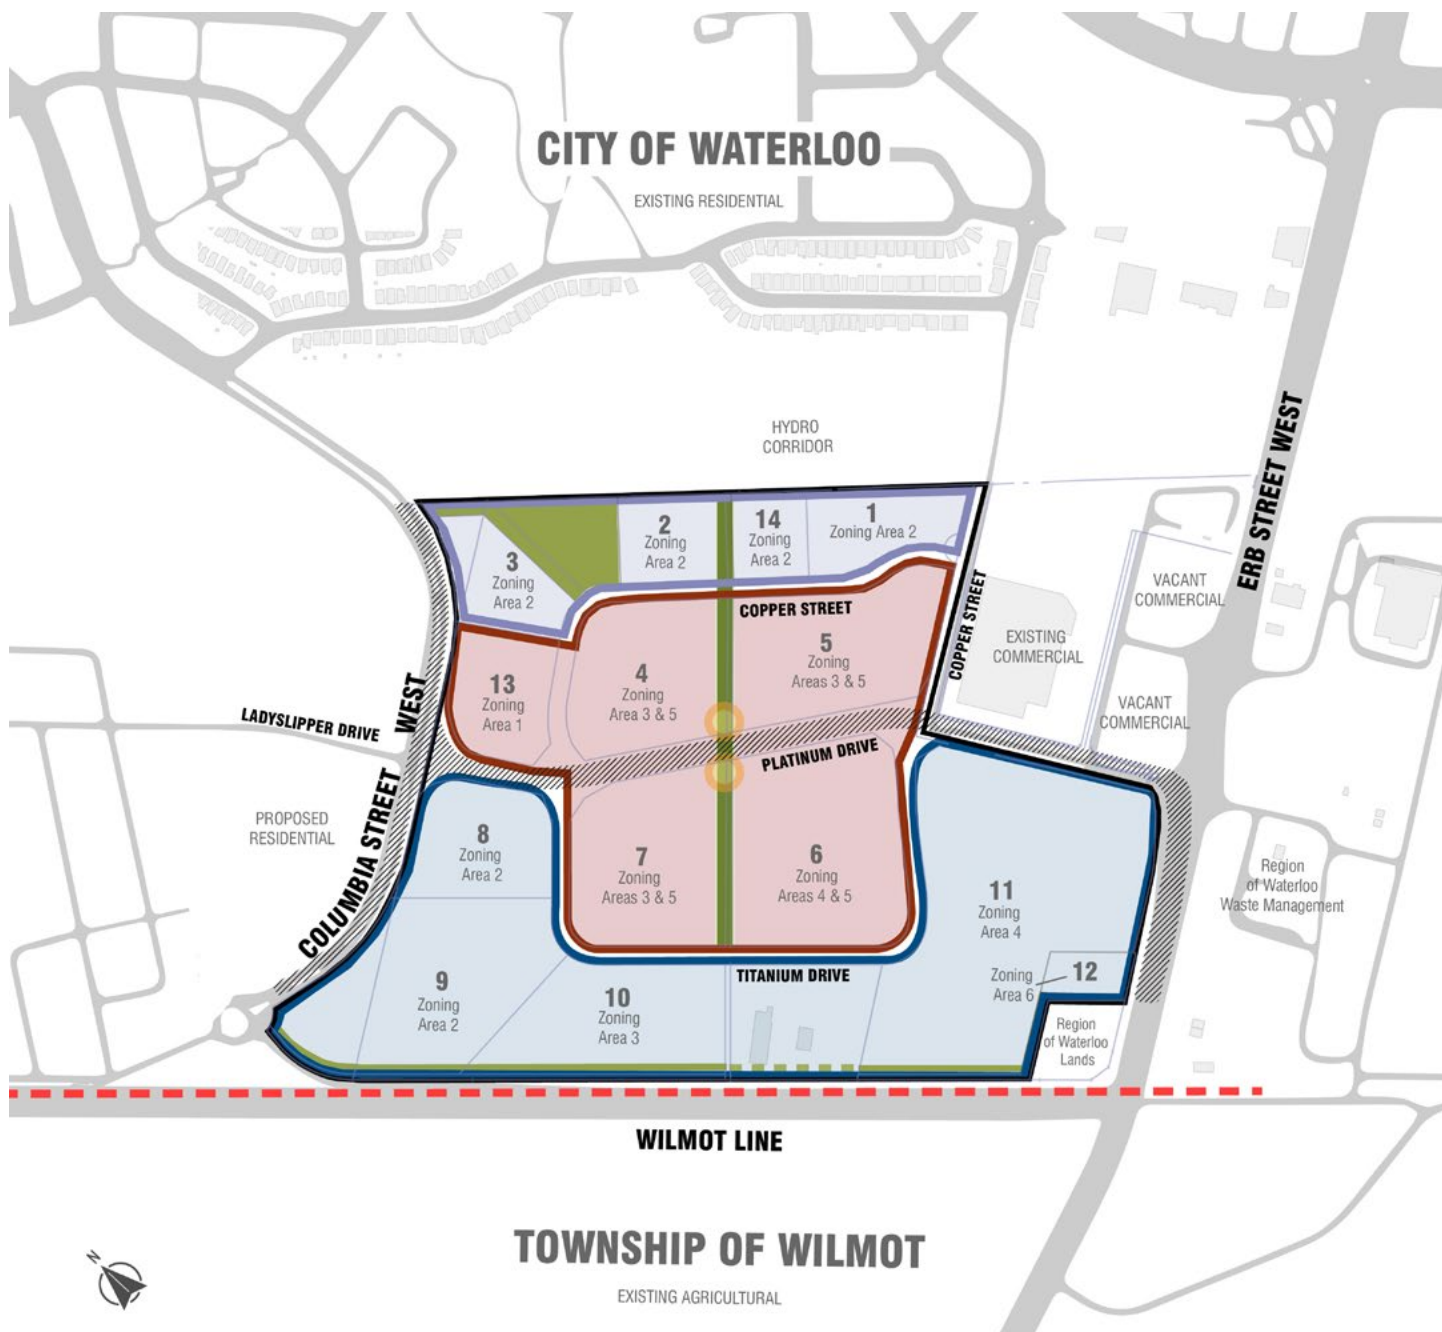 CITY OF WATERLOO
EXISTING RESIDENTIAL
HYDRO
CORRIDOR
ERB STREET WEST
1
Zoning Area 2
2
Zoning
Area 2
14
Zoning
Area 2
3
Zoning
Area 2
COPPER STREET
COPPER STREET
VACANT
COMMERCIAL
EXISTING
COMMERCIAL
VACANT
COMMERCIAL
5
Zoning
Areas 3 & 5
4
Zoning
Area 3 & 5
13
Zoning
Area 1
LADYSLIPPER DRIVE
COLUMBIA STREET WEST
PLATINUM DRIVE
PROPOSED
RESIDENTIAL
8
Zoning
Area 2
7
Zoning
Areas 3 & 5
6
Zoning
Areas 4 & 5
11
Zoning
Area 4
Region
of Waterloo
Waste Management
TITANIUM DRIVE
9
Zoning
Area 2
10
Zoning
Area 3
12
Zoning
Area 6
Region
of Waterloo
Lands
WILMOT LINE
TOWNSHIP OF WILMOT
EXISTING AGRICULTURAL
N